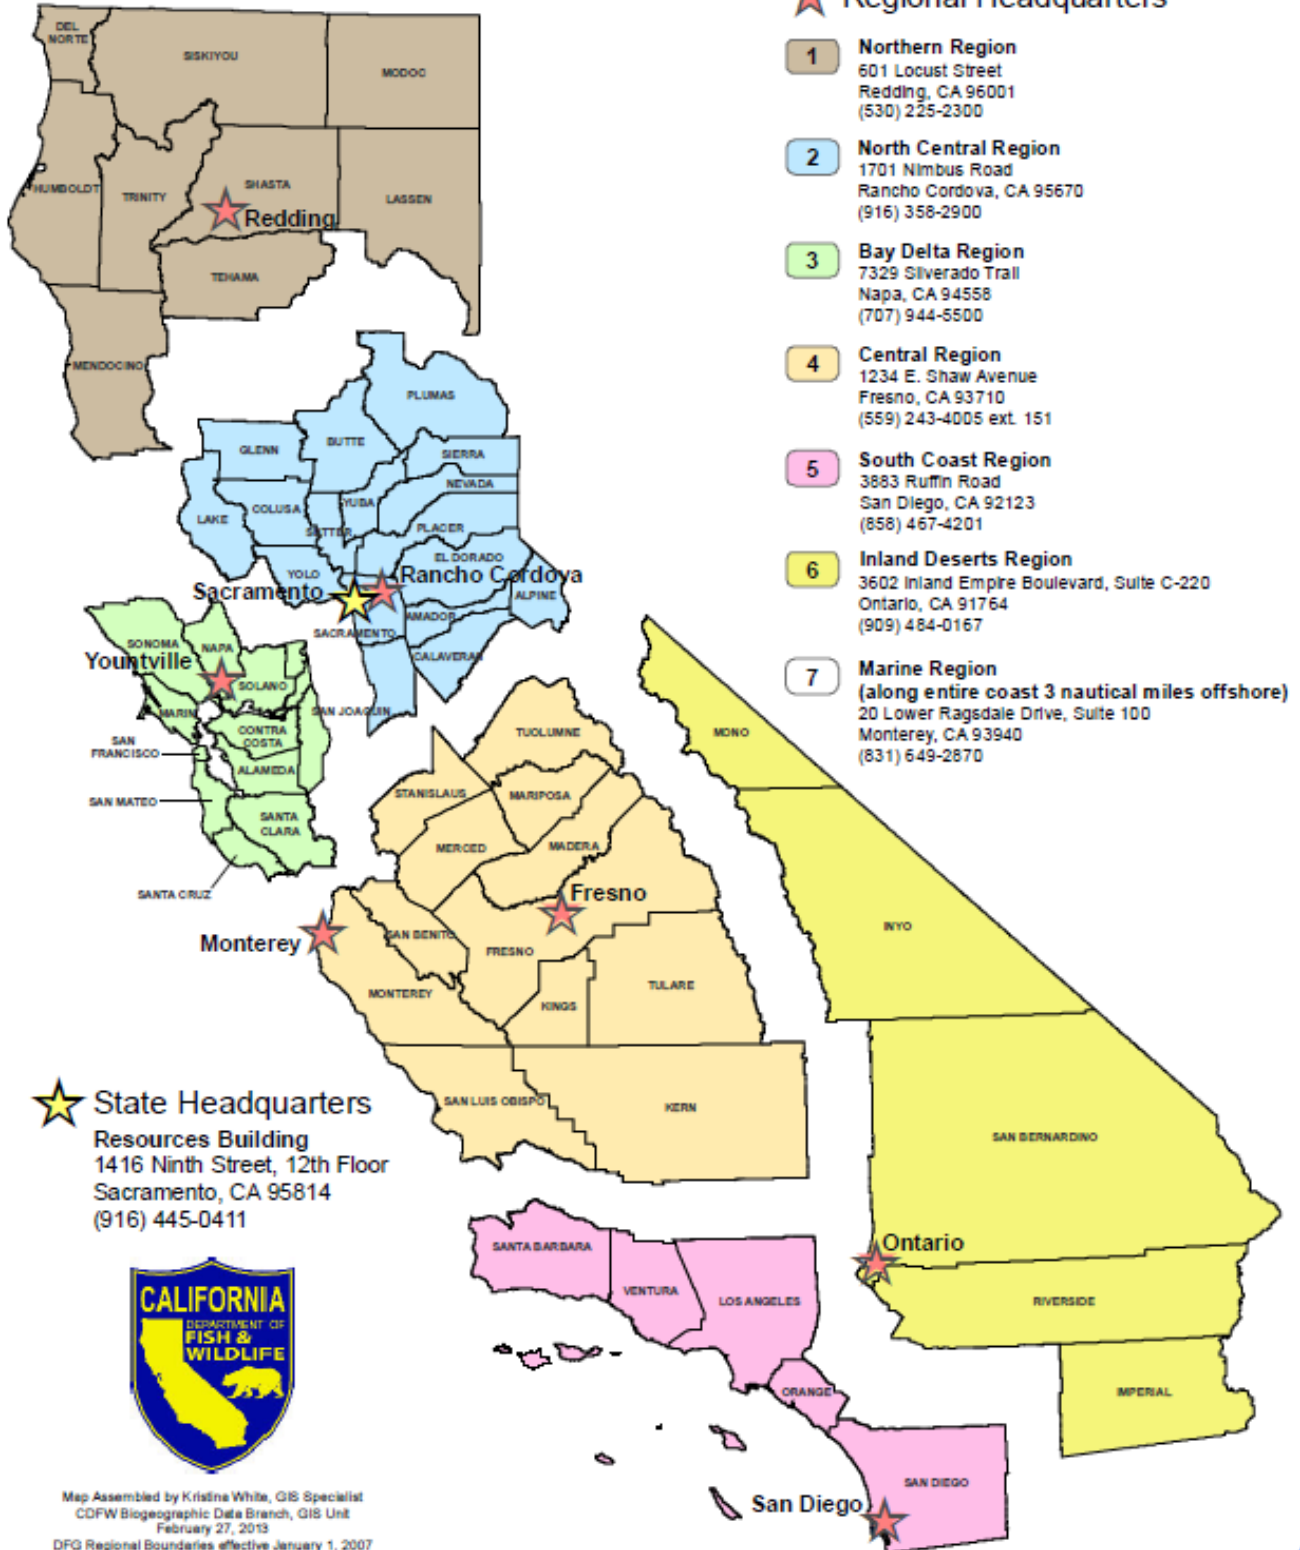 Regional Headquarters
1
Northern Region
601 Locust Street
Redding, CA 96001
(530) 225-2300
2
North Central Region
1701 Nimbus Road
Rancho Cordova, CA 95670
(916) 358-2900
3
Bay Delta Region
7329 Silverado Trail
Napa, CA 94558
(707) 944-5500
4
Central Region
1234 E. Shaw Avenue
Fresno, CA 93710
(559) 243-4005 ext. 151
5
South Coast Region
3883 Ruffin Road
San Diego, CA 92123
(858) 467-4201
6
Inland Deserts Region
3602 Inland Empire Boulevard, Suite C-220
Ontario, CA 91764
(909) 484-0167
7
Marine Region
(along entire coast 3 nautical miles offshore)
20 Lower Ragsdale Drive, Suite 100
Monterey, CA 93940
(831) 649-2870
DEL
NORTE
SISKIYOU
MODOC
HUMBOLDT
TRINITY
SHASTA
LASSEN
Redding
TEHAMA
MENDOCINO
PLUMAS
BUTTE
GLENN
SIERRA
NEVADA
YUBA
COLUSA
LAKE
SUTTER
PLACER
EL DORADO
YOLO
Rancho Cordova
Sacramento
ALPINE
AMADOR
SACRAMENTO
CALAVERAS
SAN JOAQUIN
SONOMA
NAPA
Yountville
SOLANO
MARIN
CONTRA
COSTA
SAN
FRANCISCO
ALAMEDA
SAN MATEO
SANTA
CLARA
SANTA CRUZ
TUOLUMNE
STANISLAUS
MARIPOSA
MERCED
MADERA
Fresno
Monterey
SAN BENITO
FRESNO
MONTEREY
KINGS
TULARE
SAN LUIS OBISPO
KERN
MONO
INYO
SAN BERNARDINO
Ontario
RIVERSIDE
IMPERIAL
SANTA BARBARA
VENTURA
LOS ANGELES
ORANGE
SAN DIEGO
San Diego
State Headquarters
Resources Building
1416 Ninth Street, 12th Floor
Sacramento, CA 95814
(916) 445-0411
CALIFORNIA
DEPARTMENT OF
FISH &
WILDLIFE
Map Assembled by Kristina White, GIS Specialist
CDFW Biogeographic Data Branch, GIS Unit
February 27, 2013
DFG Regional Boundaries effective January 1, 2007